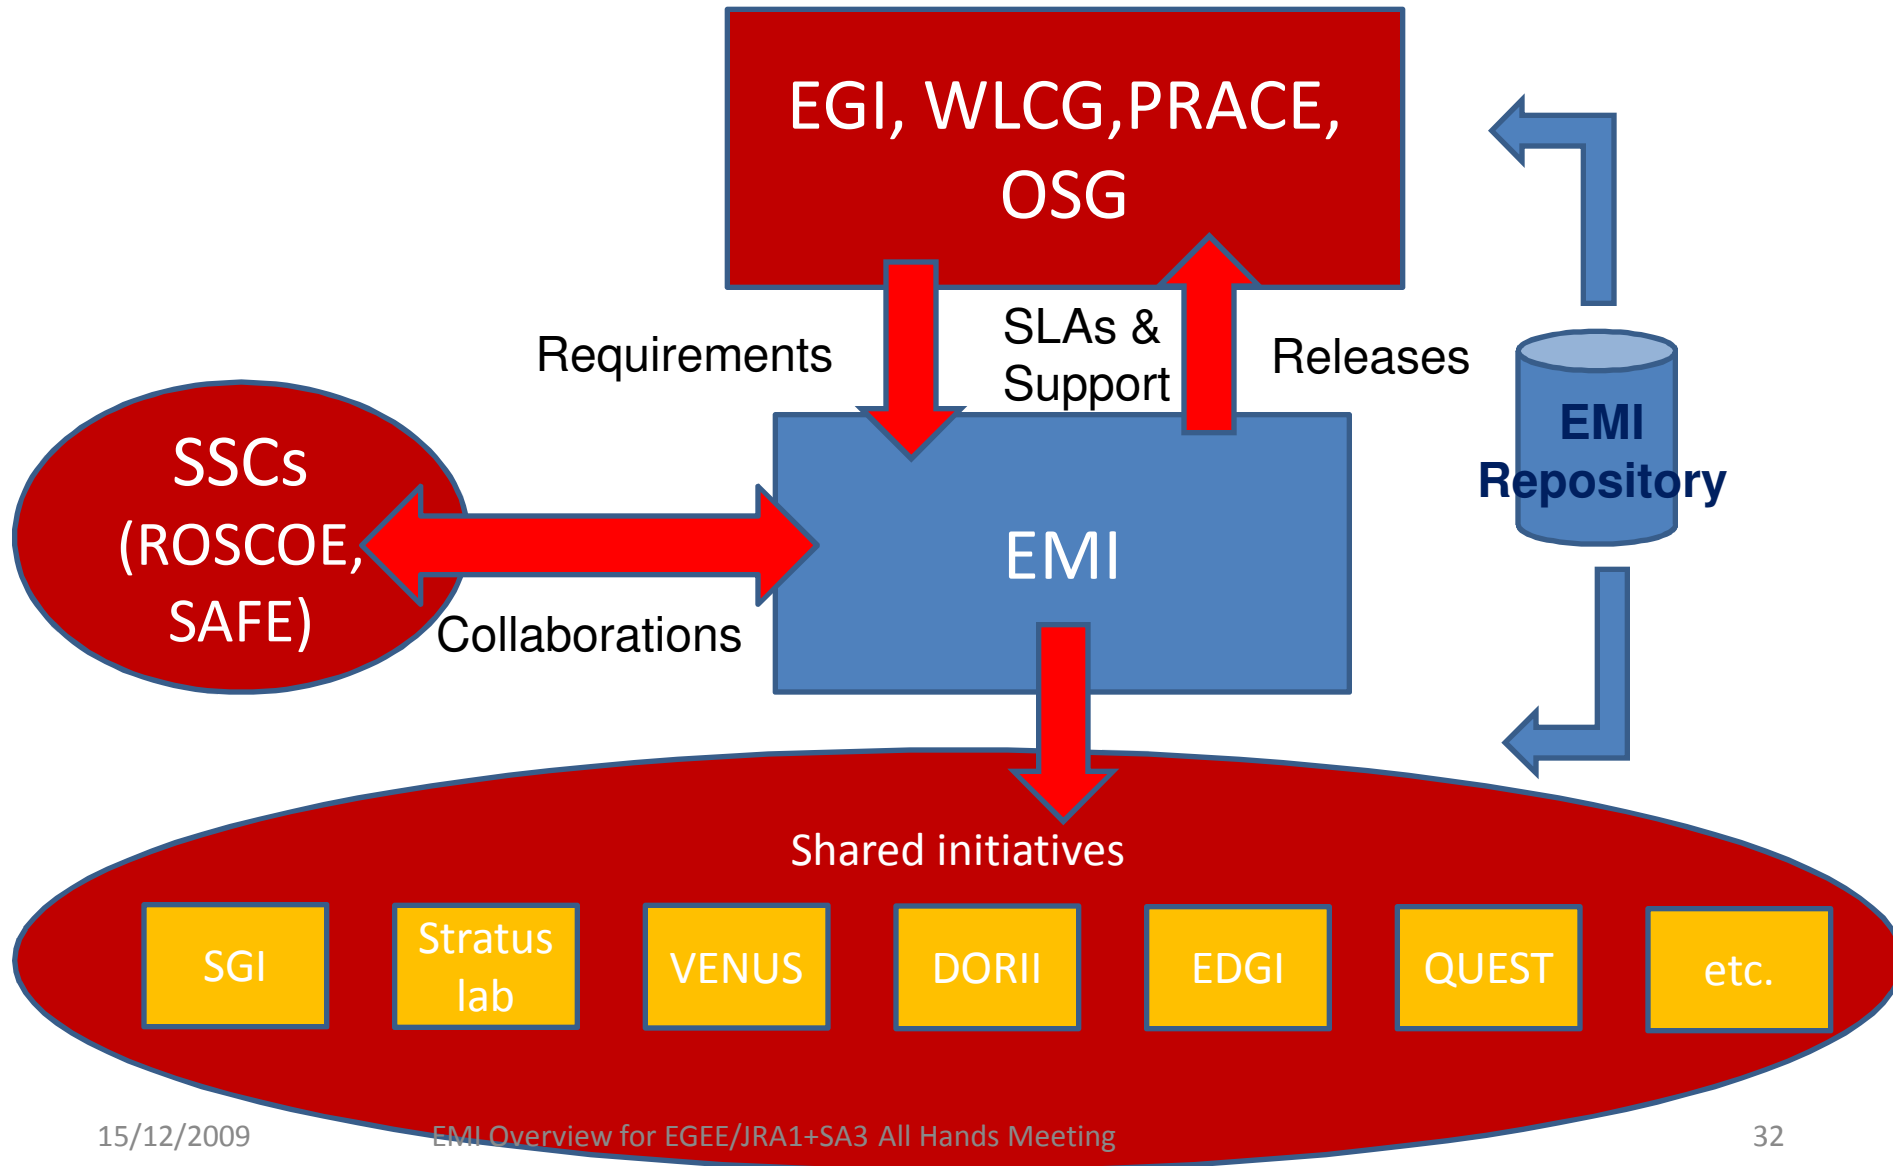 EGI, WLCG,PRACE,
OSG
Requirements
SLAs &
Support
Releases
EMI
Repository
SSCs
(ROSCOE,
SAFE)
EMI
Collaborations
Shared initiatives
SGI
Stratus
lab
VENUS
DORII
EDGI
QUEST
etc.
15/12/2009
EMI Overview for EGEE/JRA1+SA3 All Hands Meeting
32